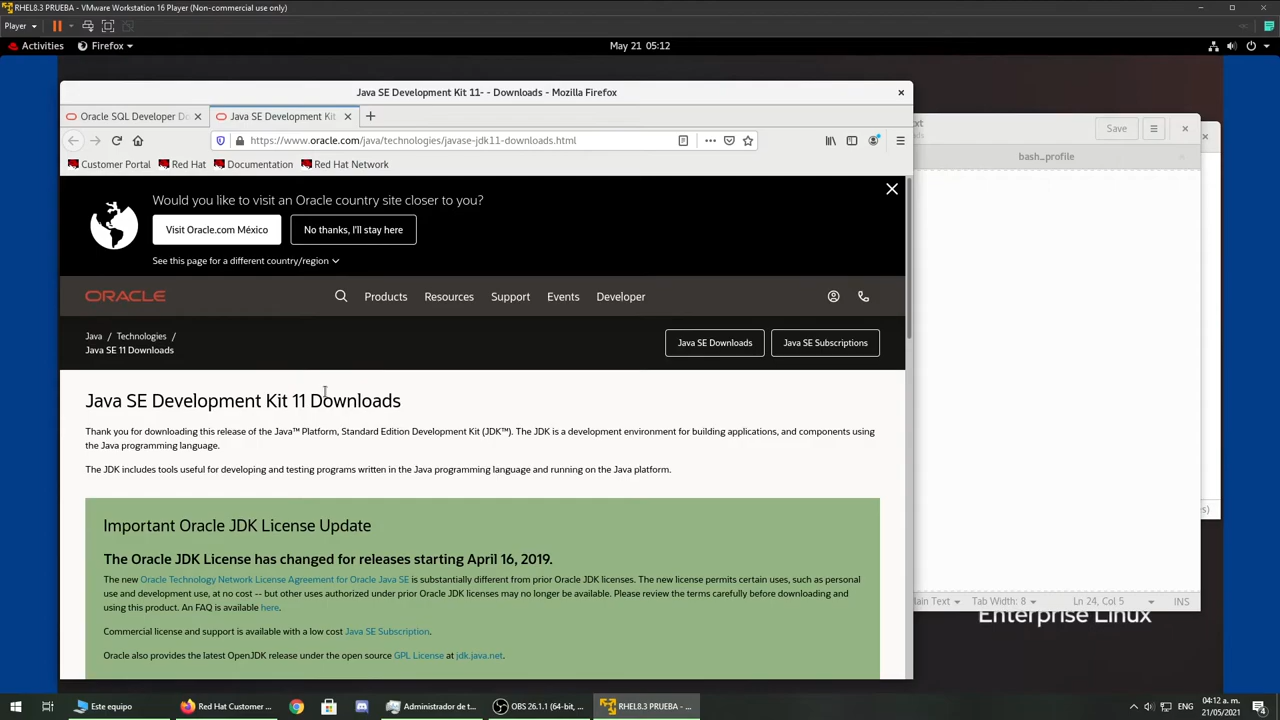 RHEL8.3 PRUEBA - VMware Workstation 16 Player (Non-commercial use only)
Player
Activities
Firefox
May 21 05:12
Java SE Development Kit 11- - Downloads - Mozilla Firefox
Oracle SQL Developer Do
Java SE Development Kit
https://www.oracle.com/java/technologies/javase-jdk11-downloads.html
Customer Portal
Red Hat
Documentation
Red Hat Network
Save
bash_profile
Would you like to visit an Oracle country site closer to you?
Visit Oracle.com México
No thanks, I'll stay here
See this page for a different country/region
ORACLE
Products
Resources
Support
Events
Developer
Java / Technologies /
Java SE 11 Downloads
Java SE Downloads
Java SE Subscriptions
Java SE Development Kit 11 Downloads
Thank you for downloading this release of the Java™ Platform, Standard Edition Development Kit (JDK™). The JDK is a development environment for building applications, and components using
the Java programming language.
The JDK includes tools useful for developing and testing programs written in the Java programming language and running on the Java platform.
Important Oracle JDK License Update
The Oracle JDK License has changed for releases starting April 16, 2019.
The new Oracle Technology Network License Agreement for Oracle Java SE is substantially different from prior Oracle JDK licenses. The new license permits certain uses, such as personal
use and development use, at no cost -- but other uses authorized under prior Oracle JDK licenses may no longer be available. Please review the terms carefully before downloading and
using this product. An FAQ is available here.
Commercial license and support is available with a low cost Java SE Subscription.
Oracle also provides the latest OpenJDK release under the open source GPL License at jdk.java.net.
lain Text
Tab Width: 8
Ln 24, Col 5
INS
Enterprise Linux
Este equipo
Red Hat Customer ...
Administrador de t...
OBS 26.1.1 (64-bit, ...
RHEL8.3 PRUEBA - ...
ENG
04:12 a. m.
21/05/2021
4